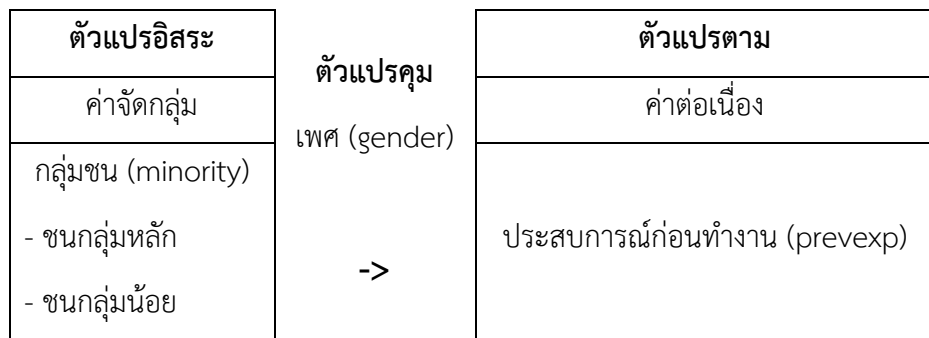 ตัวแปรอิสระ
ตัวแปรคุม
ตัวแปรตาม
ค่าจัดกลุ่ม
เพศ (gender)
ค่าต่อเนื่อง
กลุ่มชน (minority)
- ชนกลุ่มหลัก
- ชนกลุ่มน้อย
->
ประสบการณ์ก่อนทำงาน (prevexp)